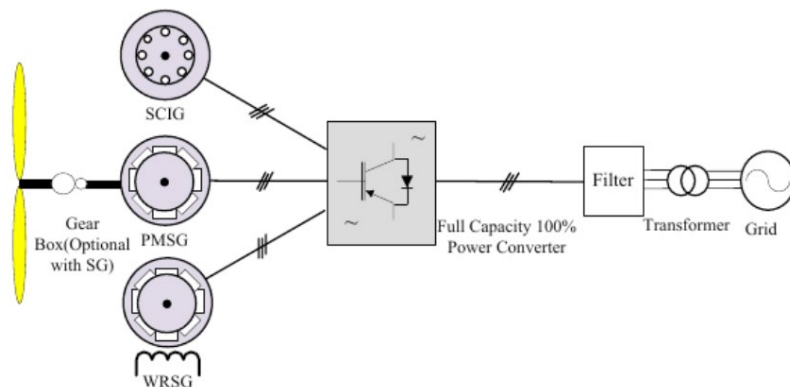 SCIG
Gear
Box(Optional
with SG)
PMSG
WRSG
~
~
Full Capacity 100%
Power Converter
Filter
Transformer
Grid